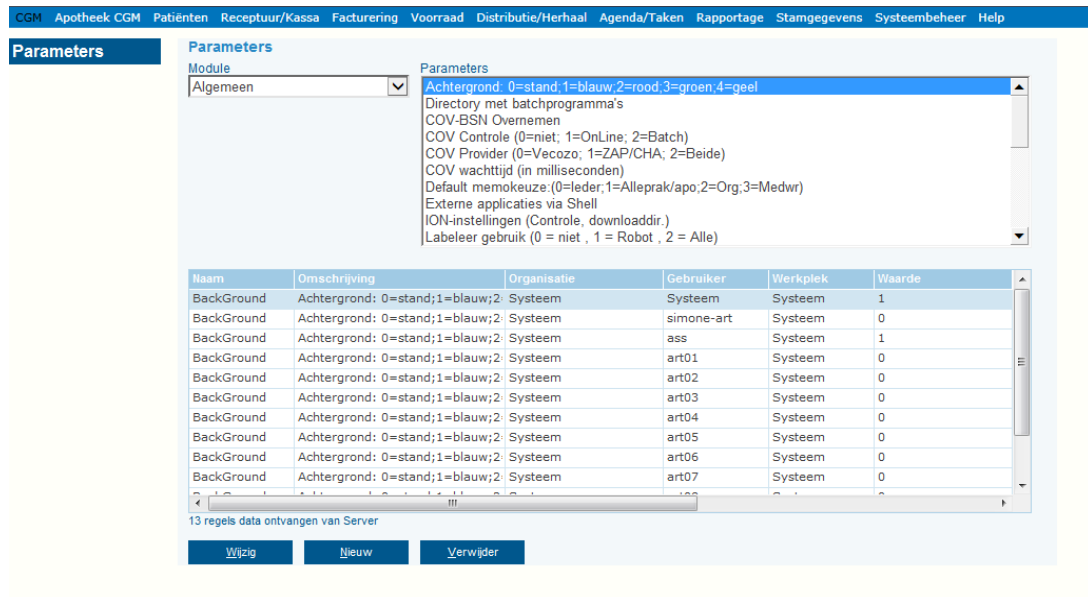 CGM Apotheek CGM Patiënten Receptuur/Kassa Facturering Voorraad Distributie/Herhaal Agenda/Taken Rapportage Stamgegevens Systeembeheer Help
Parameters
Parameters
Module
Algemeen
Parameters
Achtergrond: 0=stand;1=blauw;2=rood;3=groen;4=geel
Directory met batchprogramma's
COV-BSN Overnemen
COV Controle (0=niet; 1=OnLine; 2=Batch)
COV Provider (0=Vecozo; 1=ZAP/CHA; 2=Beide)
COV wachttijd (in milliseconden)
Default memokeuze:(0=Ieder;1=Alleprak/apo;2=Org;3=Medwr)
Externe applicaties via Shell
ION-instellingen (Controle, downloaddir.)
Labeleer gebruik (0 = niet , 1 = Robot , 2 = Alle)
Naam Omschrijving Organisatie Gebruiker Werkplek Waarde
BackGround Achtergrond: 0=stand;1=blauw;2 Systeem Systeem Systeem 1
BackGround Achtergrond: 0=stand;1=blauw;2 Systeem simone-art Systeem 0
BackGround Achtergrond: 0=stand;1=blauw;2 Systeem ass Systeem 1
BackGround Achtergrond: 0=stand;1=blauw;2 Systeem art01 Systeem 0
BackGround Achtergrond: 0=stand;1=blauw;2 Systeem art02 Systeem 0
BackGround Achtergrond: 0=stand;1=blauw;2 Systeem art03 Systeem 0
BackGround Achtergrond: 0=stand;1=blauw;2 Systeem art04 Systeem 0
BackGround Achtergrond: 0=stand;1=blauw;2 Systeem art05 Systeem 0
BackGround Achtergrond: 0=stand;1=blauw;2 Systeem art06 Systeem 0
BackGround Achtergrond: 0=stand;1=blauw;2 Systeem art07 Systeem 0
13 regels data ontvangen van Server
Wijzig Nieuw Verwijder